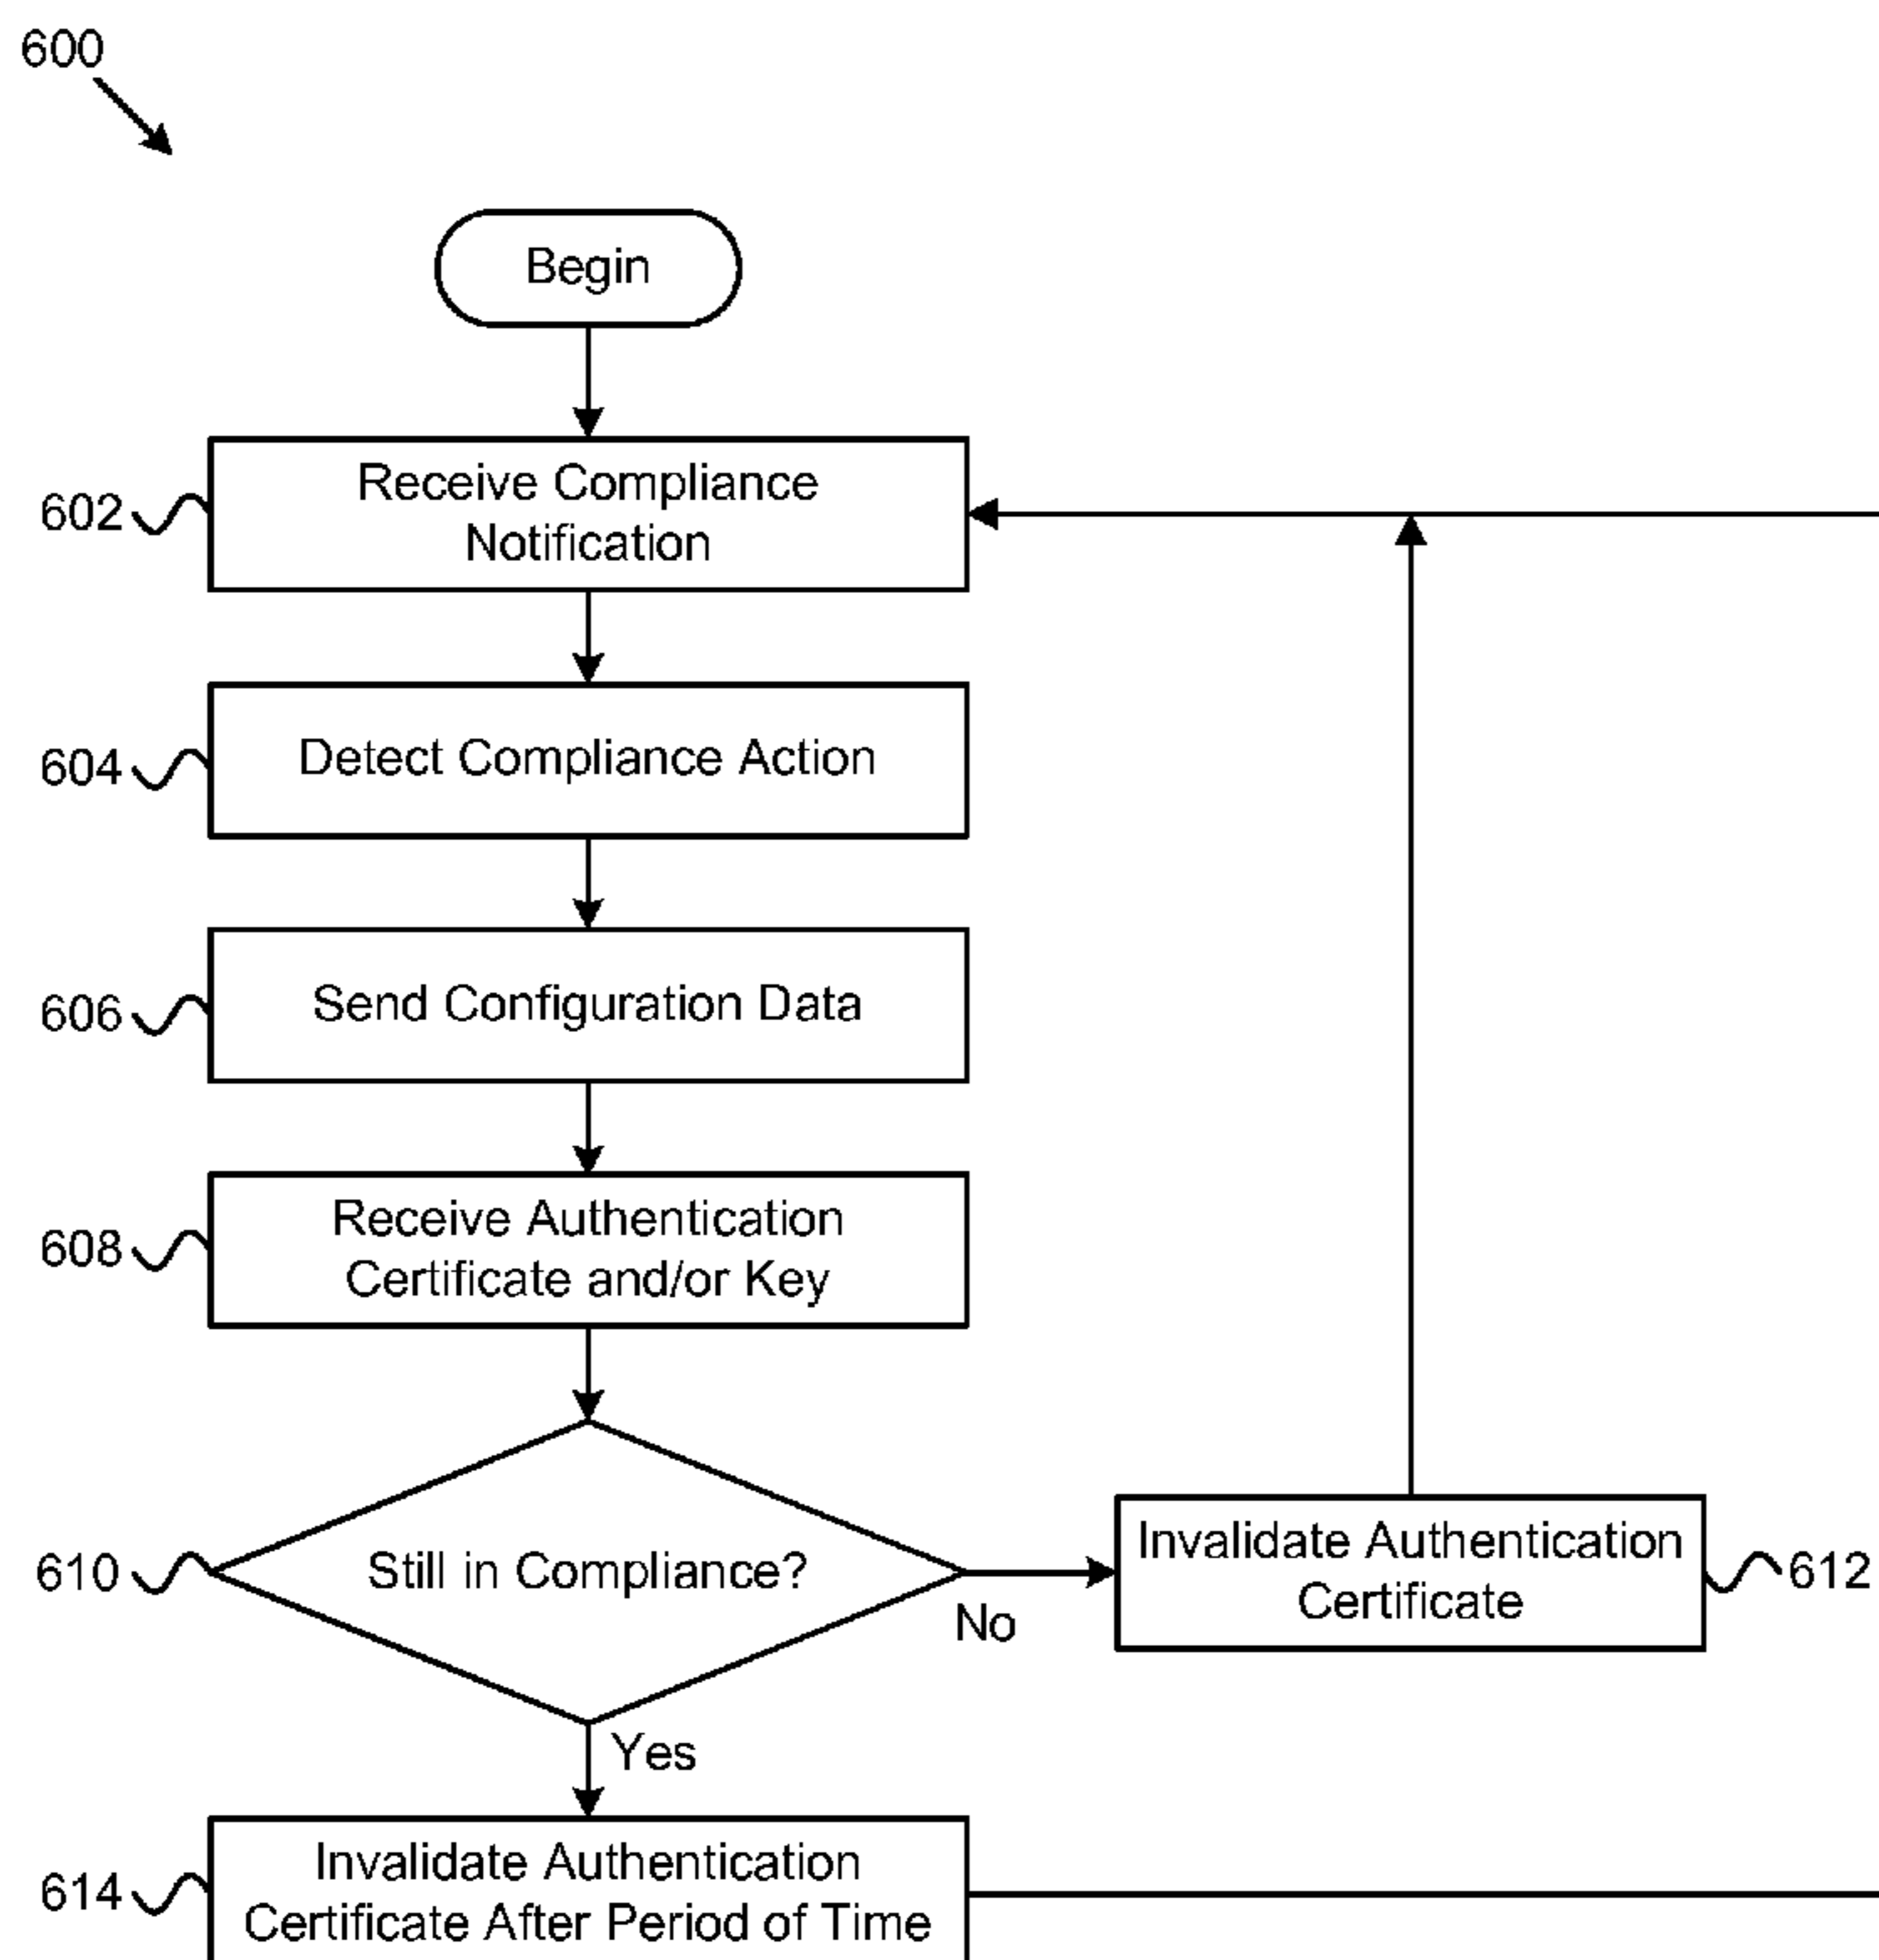 600
Begin
602
Receive Compliance
Notification
604
Detect Compliance Action
606
Send Configuration Data
608
Receive Authentication
Certificate and/or Key
610
Still in Compliance?
No
Invalidate Authentication
Certificate
612
Yes
614
Invalidate Authentication
Certificate After Period of Time